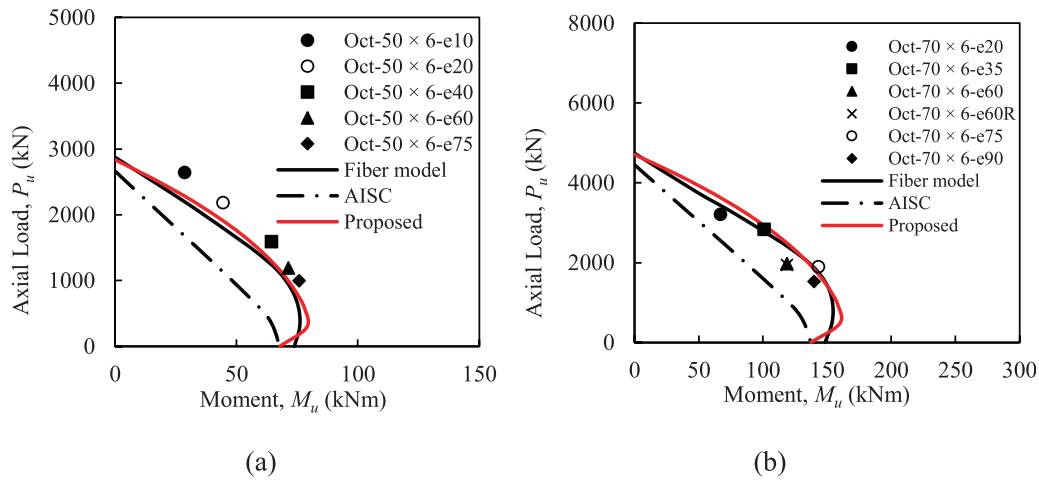 5000
4000
3000
2000
1000
0
Axial Load, Pu (kN)
Oct-50 × 6-e10
Oct-50 × 6-e20
Oct-50 × 6-e40
Oct-50 × 6-e60
Oct-50 × 6-e75
Fiber model
AISC
Proposed
0 50 100 150
Moment, Mu (kNm)
(a)
8000
6000
4000
2000
0
Axial Load, Pu (kN)
Oct-70 × 6-e20
Oct-70 × 6-e35
Oct-70 × 6-e60
Oct-70 × 6-e60R
Oct-70 × 6-e75
Oct-70 × 6-e90
Fiber model
AISC
Proposed
0 50 100 150 200 250 300
Moment, Mu (kNm)
(b)